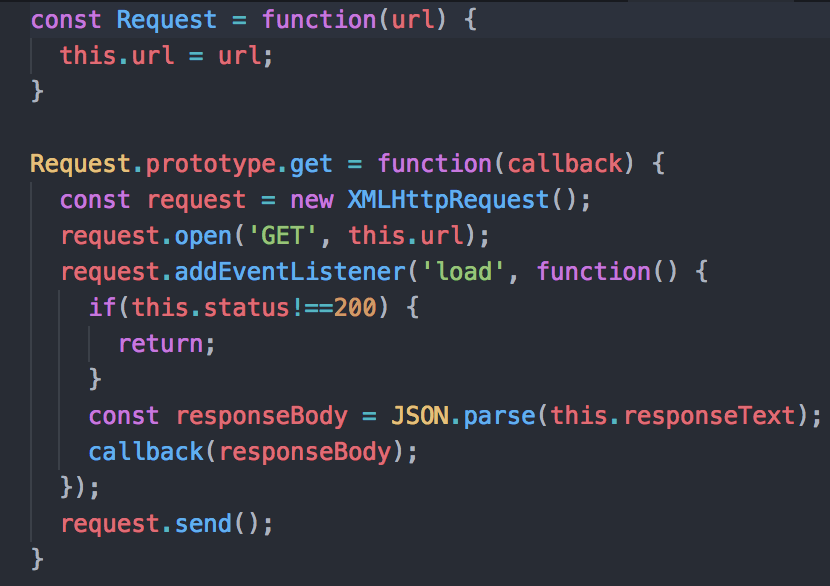 const Request = function(url) {
  this.url = url;
}

Request.prototype.get = function(callback) {
  const request = new XMLHttpRequest();
  request.open('GET', this.url);
  request.addEventListener('load', function() {
    if(this.status!==200) {
      return;
    }
    const responseBody = JSON.parse(this.responseText);
    callback(responseBody);
  });
  request.send();
}